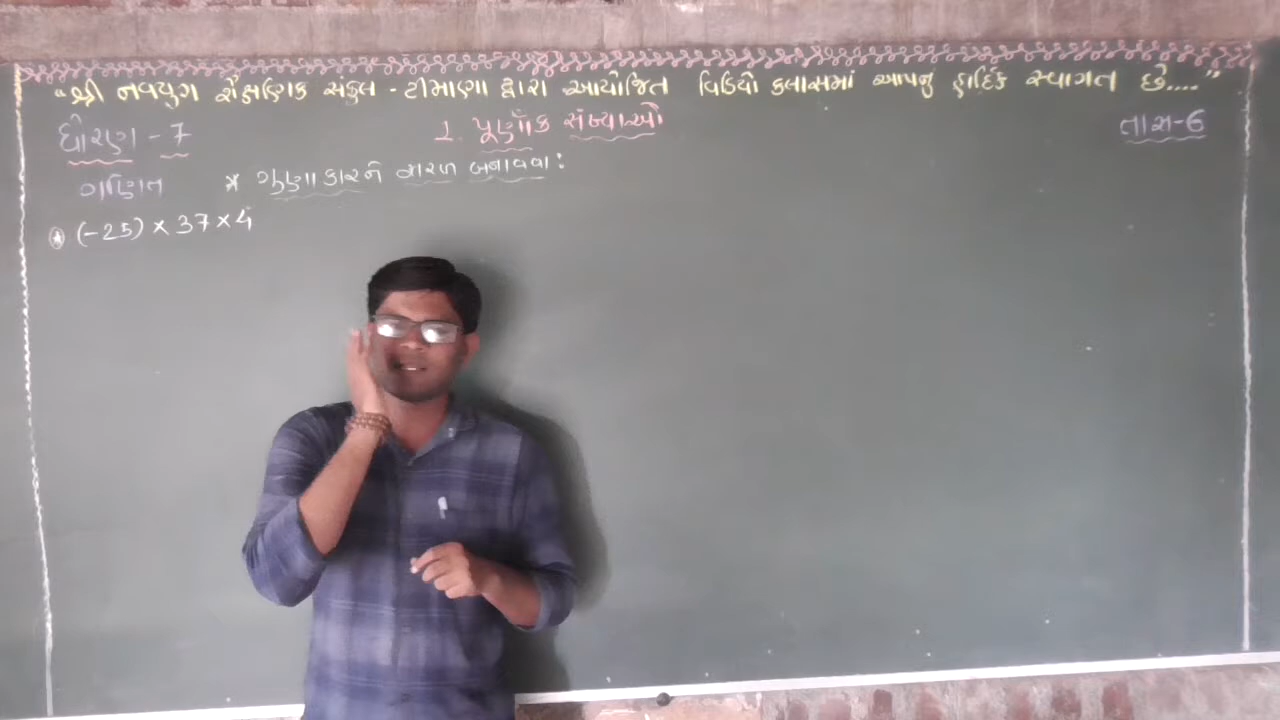 "શ્રી નવયુગ શૈક્ષણિક સંકુલ - ટીમાણા દ્વારા આયોજિત વિડિયો ક્લાસમાં આપનું હાર્દિક સ્વાગત છે...."
ધોરણ - 7 1. પૂર્ણાંક સંખ્યાઓ તાસ-6
ગણિત * ગુણાકારને સરળ બનાવવા :
* (-25) × 37 × 4